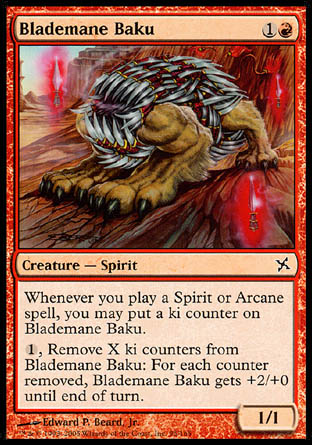 Blademane Baku 1
Creature — Spirit
Whenever you play a Spirit or Arcane
spell, you may put a ki counter on
Blademane Baku.
1, Remove X ki counters from
Blademane Baku: For each counter
removed, Blademane Baku gets +2/+0
until end of turn.
Edward P. Beard, Jr.
1/1